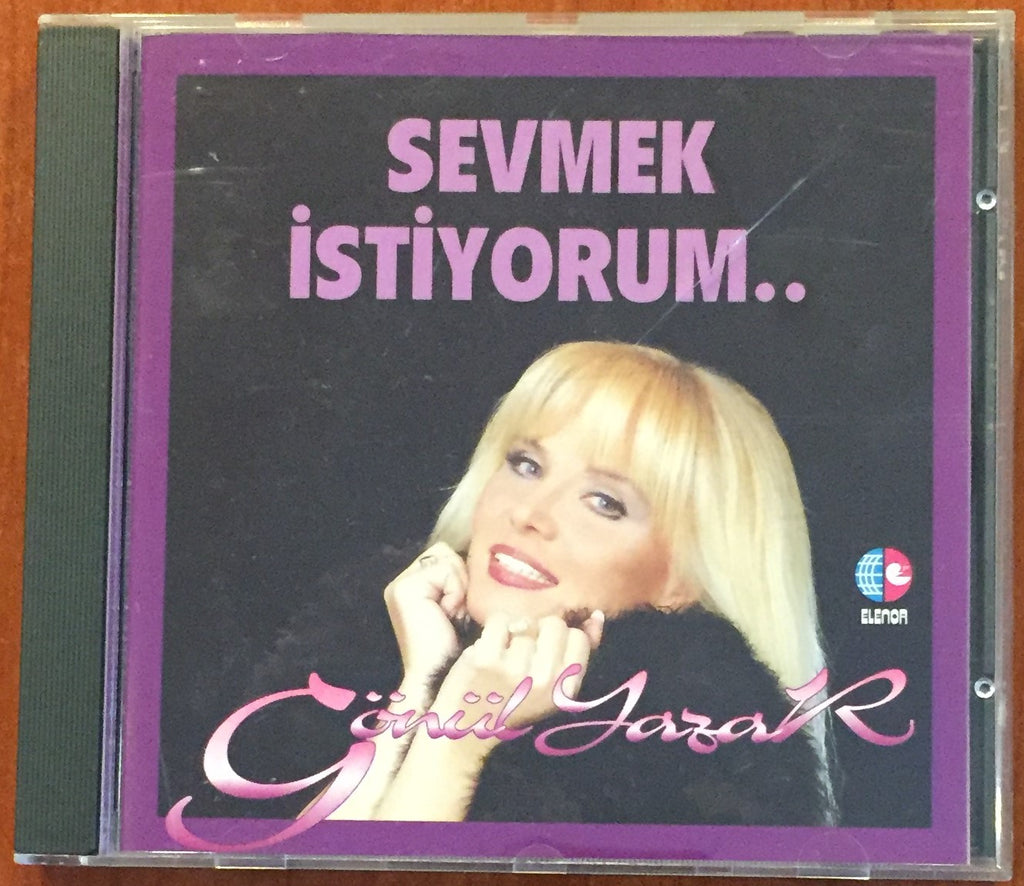 SEVMEK
İSTİYORUM..
ELENOR
Gönül Yazar